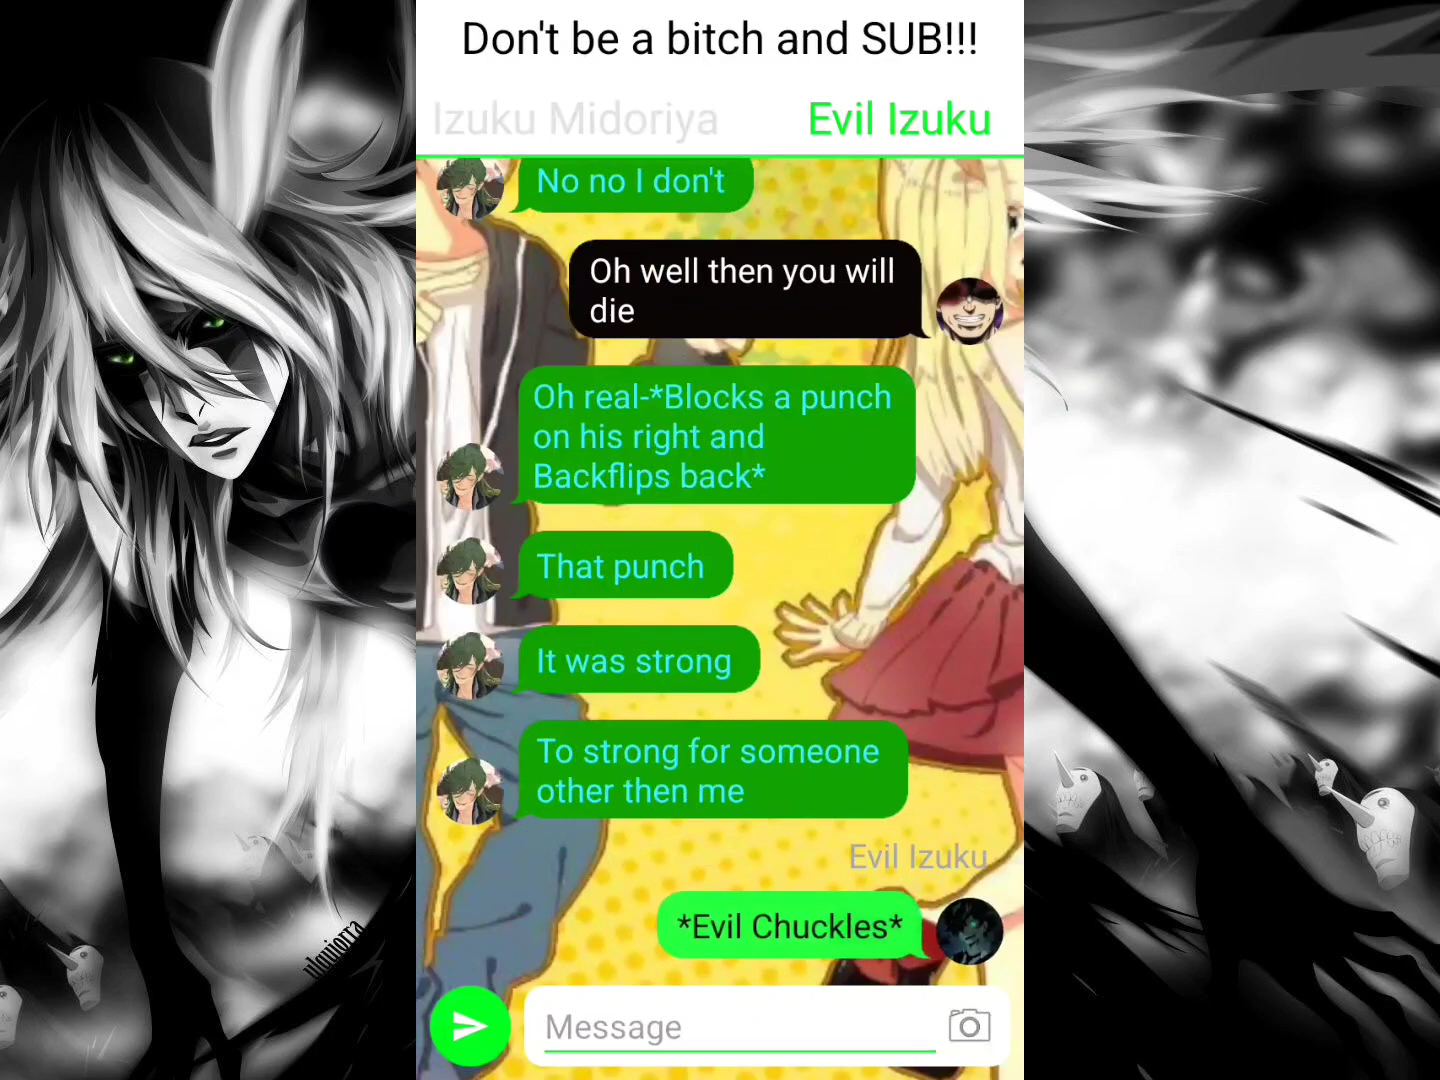 Don't be a bitch and SUB!!!
Izuku Midoriya
Evil Izuku
No no I don't
Oh well then you will
die
Oh real-*Blocks a punch
on his right and
Backflips back*
That punch
It was strong
To strong for someone
other then me
Evil Izuku
*Evil Chuckles*
Message
ulquiorra